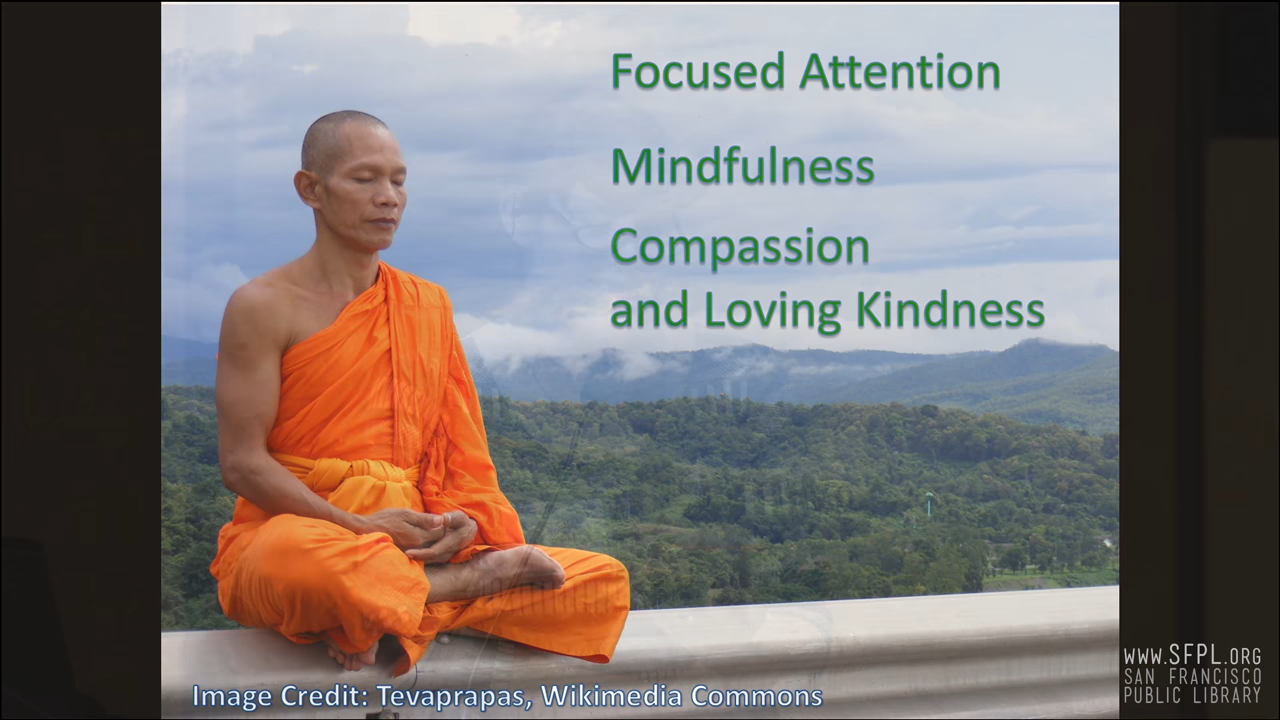 Focused Attention
Mindfulness
Compassion
and Loving Kindness
Image Credit: Tevaprapas, Wikimedia Commons
WWW.SFPL.ORG
SAN FRANCISCO
PUBLIC LIBRARY